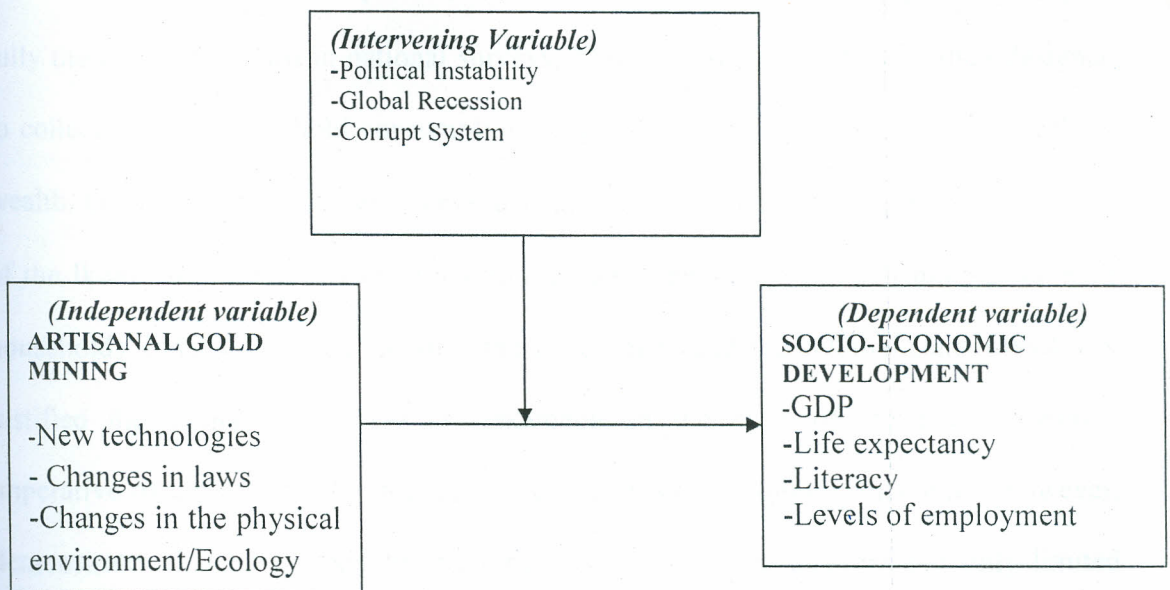 (Intervening Variable)
-Political Instability
-Global Recession
-Corrupt System
(Independent variable)
ARTISANAL GOLD
MINING
-New technologies
- Changes in laws
-Changes in the physical
environment/Ecology
(Dependent variable)
SOCIO-ECONOMIC
DEVELOPMENT
-GDP
-Life expectancy
-Literacy
-Levels of employment